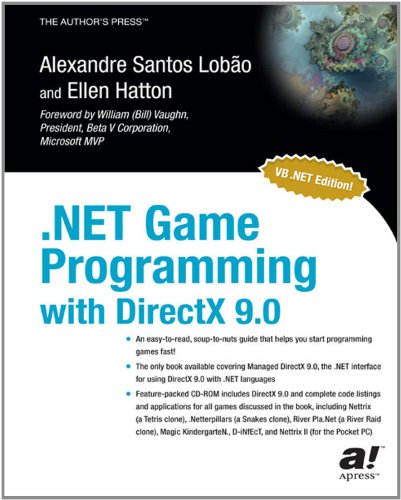 THE AUTHOR'S PRESS™
Alexandre Santos Lobão
and Ellen Hatton
Foreword by William (Bill) Vaughn,
President, Beta V Corporation,
Microsoft MVP
VB .NET Edition!
.NET Game
Programming
with DirectX 9.0
• An easy-to-read, soup-to-nuts guide that helps you start programming
games fast!
• The only book available covering Managed DirectX 9.0, the .NET interface
for using DirectX 9.0 with .NET languages
• Feature-packed CD-ROM includes DirectX 9.0 and complete code listings
and applications for all games discussed in the book, including Nettrix
(a Tetris clone), .Netterpillars (a Snakes clone), River Pla.Net (a River Raid
clone), Magic KindergarteN., D-iNfEcT, and Nettrix II (for the Pocket PC)
a!
Apress™